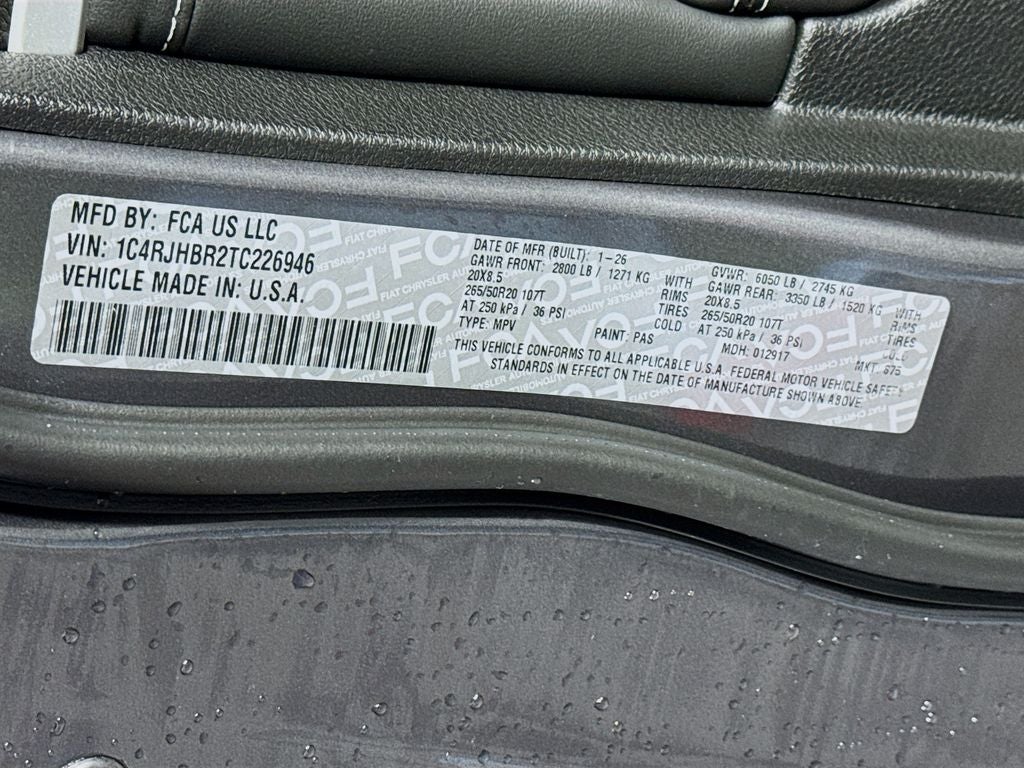 MFD BY: FCA US LLC
VIN: 1C4RJHBR2TC226946
VEHICLE MADE IN: U.S.A.
DATE OF MFR (BUILT): 1-26 GVWR: 6050 LB / 2745 KG
GAWR FRONT: 2800 LB / 1271 KG WITH GAWR REAR: 3350 LB / 1520 KG WITH
20X8.5 RIMS 20X8.5 RIMS
265/50R20 107T TIRES 265/50R20 107T TIRES
AT 250 kPa / 36 PSI COLD AT 250 kPa / 36 PSI COLD
TYPE: MPV PAINT: PAS MDH: 012917 MKT: 675
THIS VEHICLE CONFORMS TO ALL APPLICABLE U.S.A. FEDERAL MOTOR VEHICLE SAFETY
STANDARDS IN EFFECT ON THE DATE OF MANUFACTURE SHOWN ABOVE